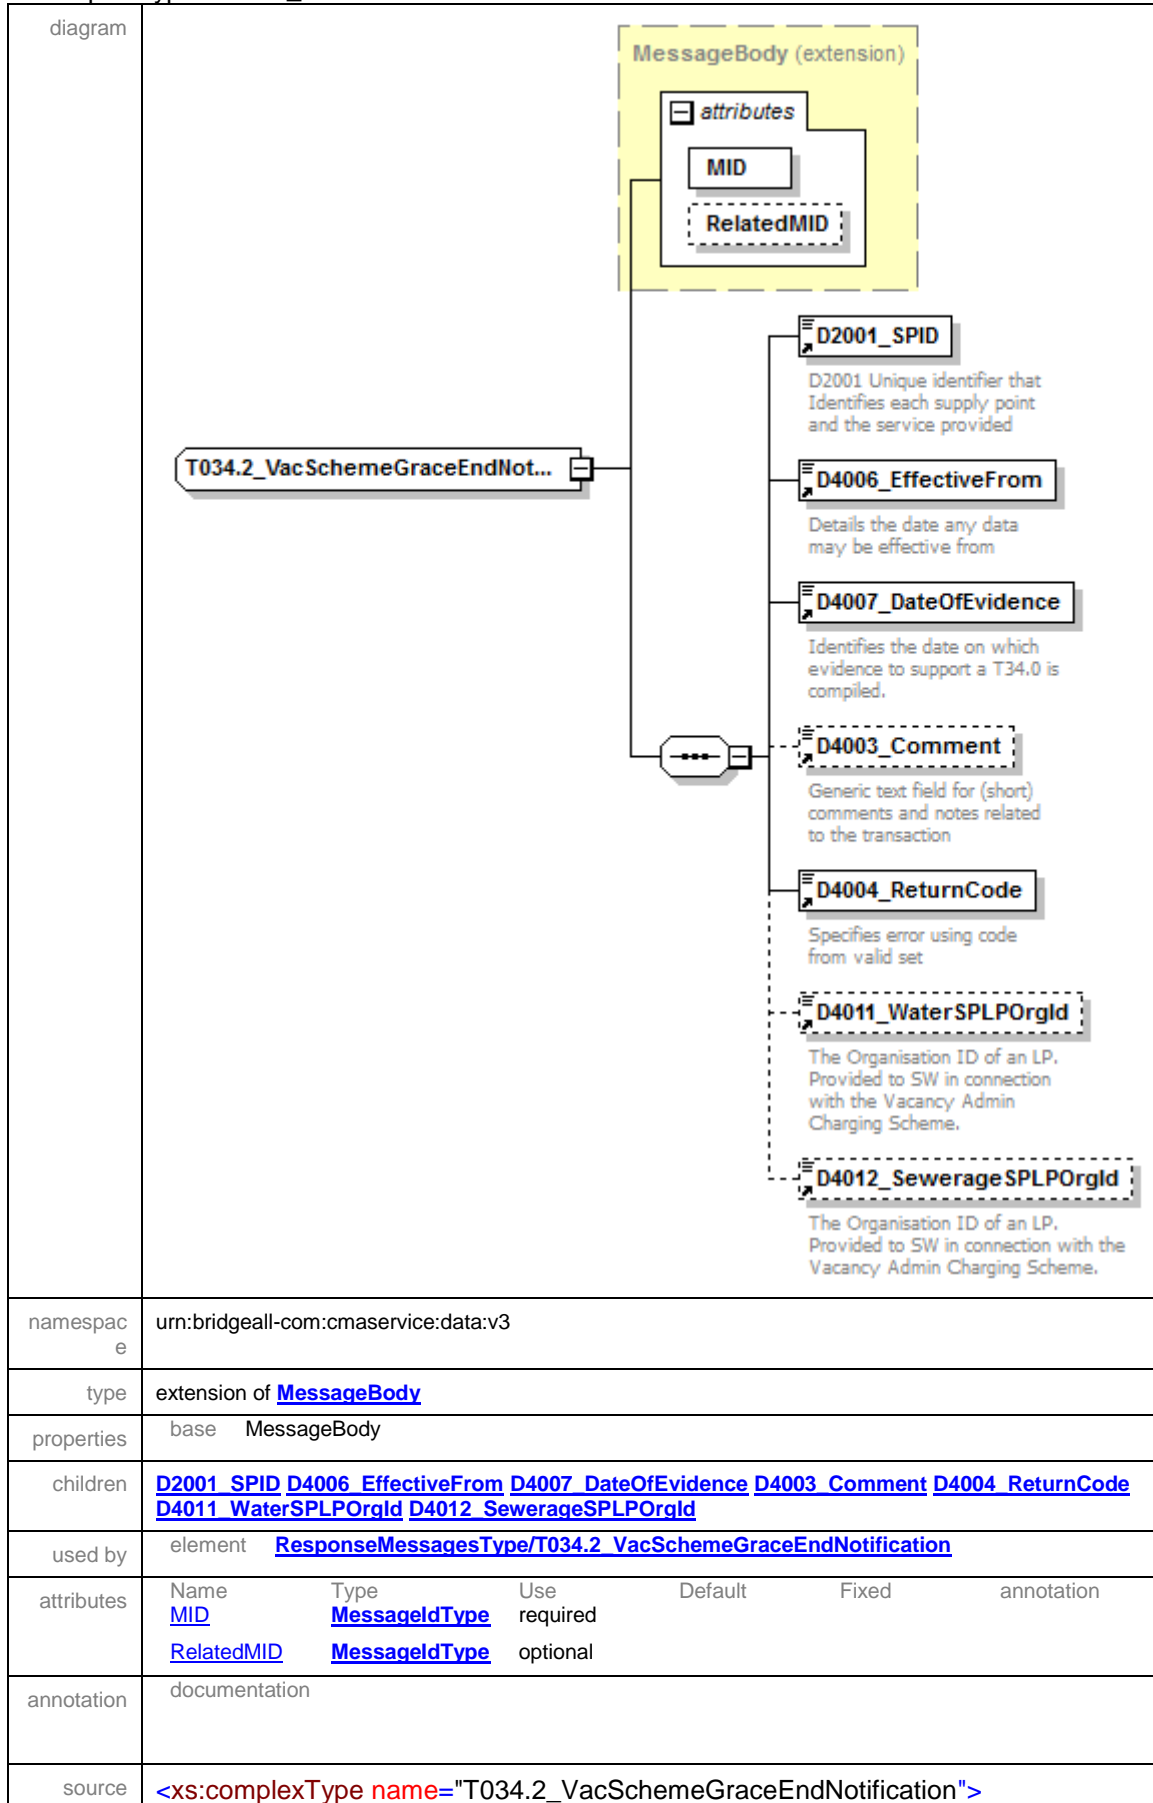 diagram
MessageBody (extension)
attributes
MID
RelatedMID
D2001_SPID
D2001 Unique identifier that
Identifies each supply point
and the service provided
T034.2_VacSchemeGraceEndNot...
D4006_EffectiveFrom
Details the date any data
may be effective from
D4007_DateOfEvidence
Identifies the date on which
evidence to support a T34.0 is
compiled.
D4003_Comment
Generic text field for (short)
comments and notes related
to the transaction
D4004_ReturnCode
Specifies error using code
from valid set
D4011_WaterSPLPOrgId
The Organisation ID of an LP.
Provided to SW in connection
with the Vacancy Admin
Charging Scheme.
D4012_SewerageSPLPOrgId
The Organisation ID of an LP.
Provided to SW in connection with the
Vacancy Admin Charging Scheme.
namespac
e
urn:bridgeall-com:cmaservice:data:v3
type
extension of MessageBody
properties
base MessageBody
children
D2001_SPID D4006_EffectiveFrom D4007_DateOfEvidence D4003_Comment D4004_ReturnCode
D4011_WaterSPLPOrgId D4012_SewerageSPLPOrgId
used by
element ResponseMessagesType/T034.2_VacSchemeGraceEndNotification
attributes
Name Type Use Default Fixed annotation
MID MessageIdType required
RelatedMID MessageIdType optional
annotation
documentation
source
<xs:complexType name="T034.2_VacSchemeGraceEndNotification">